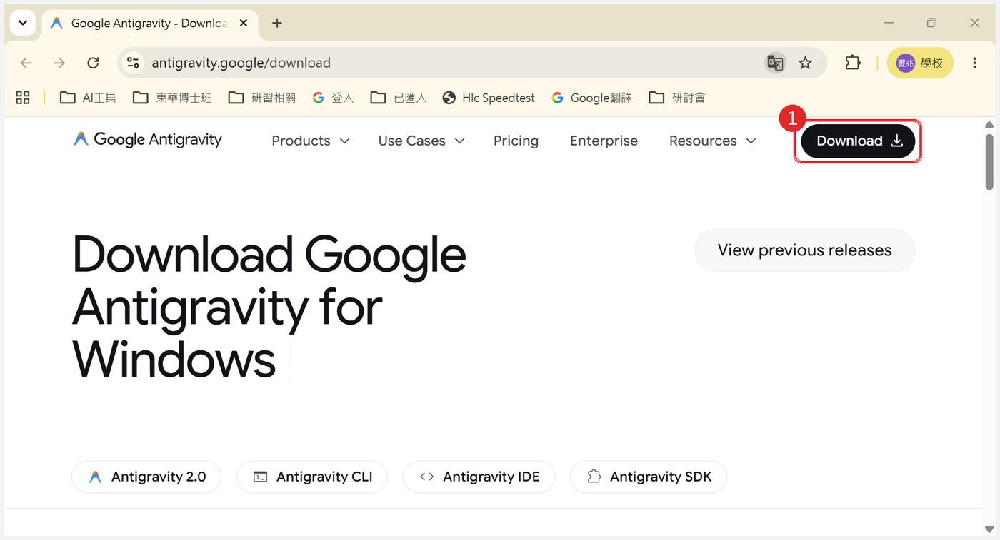 Google Antigravity - Downloa
antigravity.google/download
豐兆 學校
AI工具 東華博士班 研習相關 登入 已匯入 Hlc Speedtest Google翻譯 研討會
1
Google Antigravity Products Use Cases Pricing Enterprise Resources Download
Download Google
Antigravity for
Windows
View previous releases
Antigravity 2.0 Antigravity CLI Antigravity IDE Antigravity SDK